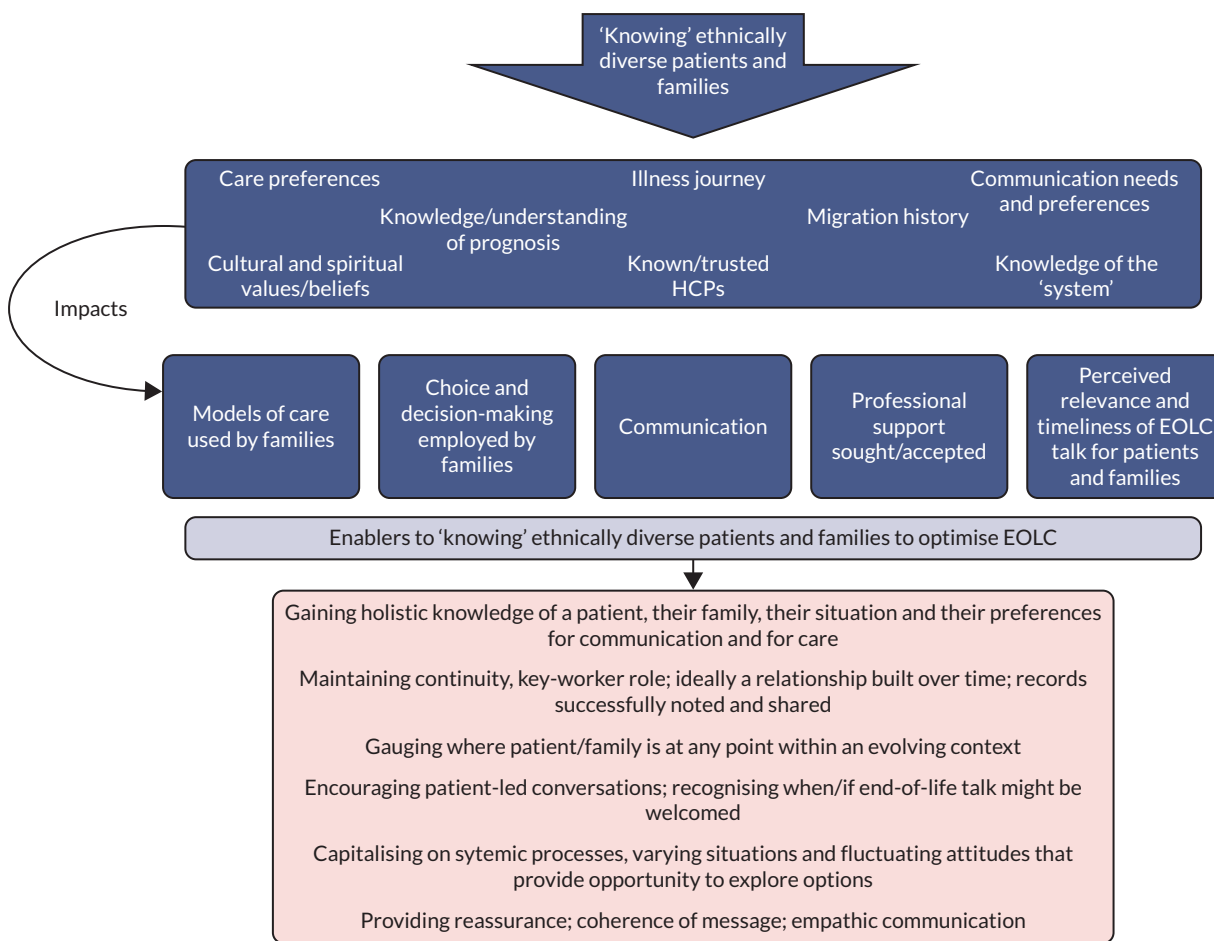 ‘Knowing’ ethnically
diverse patients and
families
Care preferences
Illness journey
Communication needs
and preferences
Knowledge/understanding
of prognosis
Migration history
Cultural and spiritual
values/beliefs
Known/trusted
HCPs
Knowledge of the
‘system’
Impacts
Models of care
used by families
Choice and
decision-making
employed by
families
Communication
Professional
support
sought/accepted
Perceived
relevance and
timeliness of EOLC
talk for patients
and families
Enablers to ‘knowing’ ethnically diverse patients and families to optimise EOLC
Gaining holistic knowledge of a patient, their family, their situation and their preferences
for communication and for care
Maintaining continuity, key-worker role; ideally a relationship built over time; records
successfully noted and shared
Gauging where patient/family is at any point within an evolving context
Encouraging patient-led conversations; recognising when/if end-of-life talk might be
welcomed
Capitalising on sytemic processes, varying situations and fluctuating attitudes that
provide opportunity to explore options
Providing reassurance; coherence of message; empathic communication